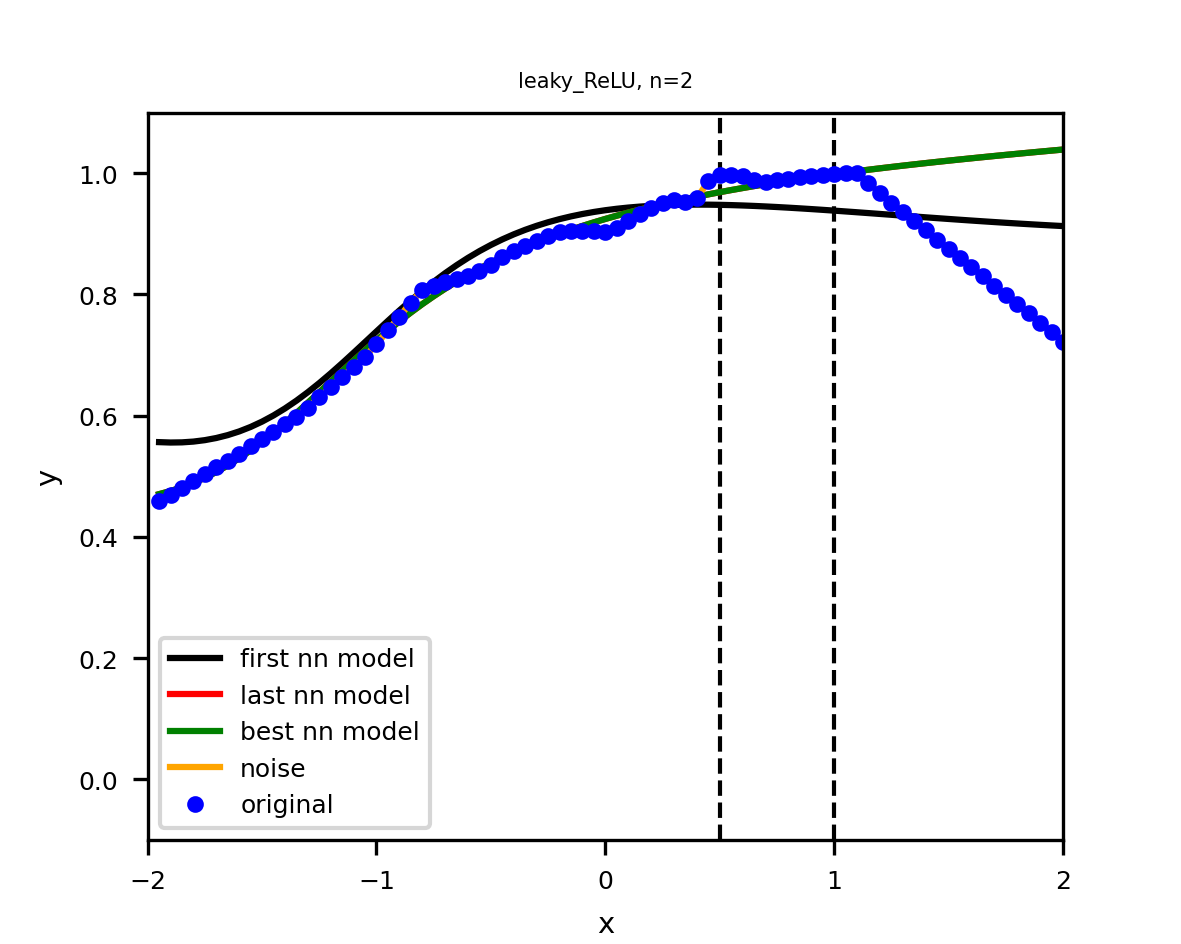 leaky_ReLU, n=2
1.0
0.8
0.6
0.4
0.2
0.0
y
first nn model
last nn model
best nn model
noise
original
−2
−1
0
1
2
x